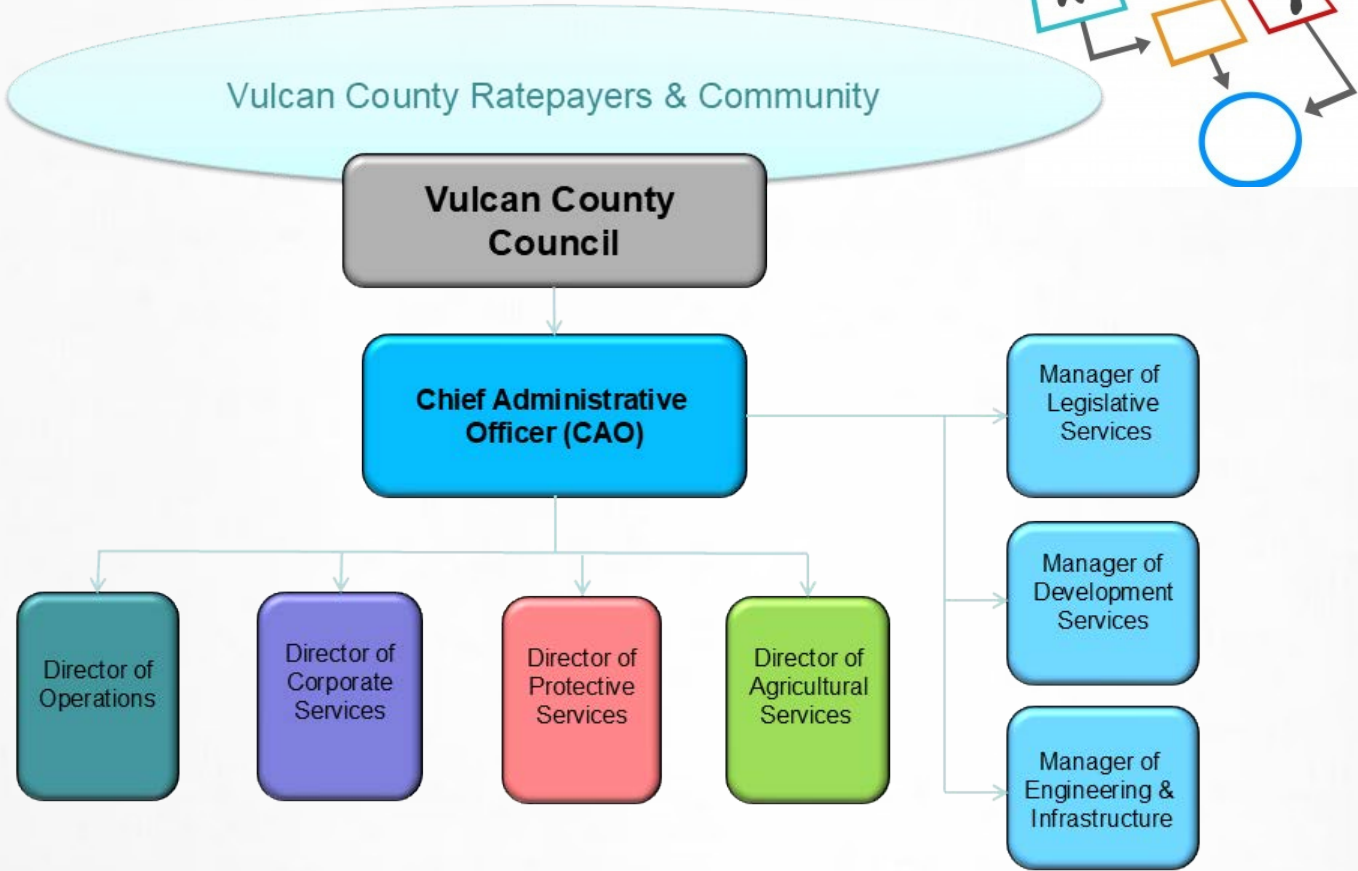 Vulcan County Ratepayers & Community
Vulcan County
Council
Chief Administrative
Officer (CAO)
Manager of
Legislative
Services
Manager of
Development
Services
Manager of
Engineering &
Infrastructure
Director of
Operations
Director of
Corporate
Services
Director of
Protective
Services
Director of
Agricultural
Services